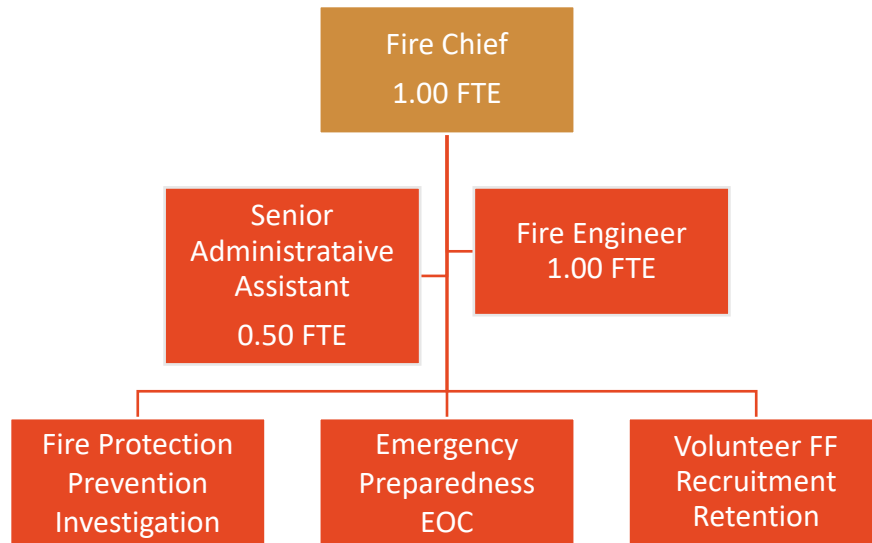 Fire Chief
1.00 FTE
Senior
Administrataive
Assistant
0.50 FTE
Fire Engineer
1.00 FTE
Fire Protection
Prevention
Investigation
Emergency
Preparedness
EOC
Volunteer FF
Recruitment
Retention